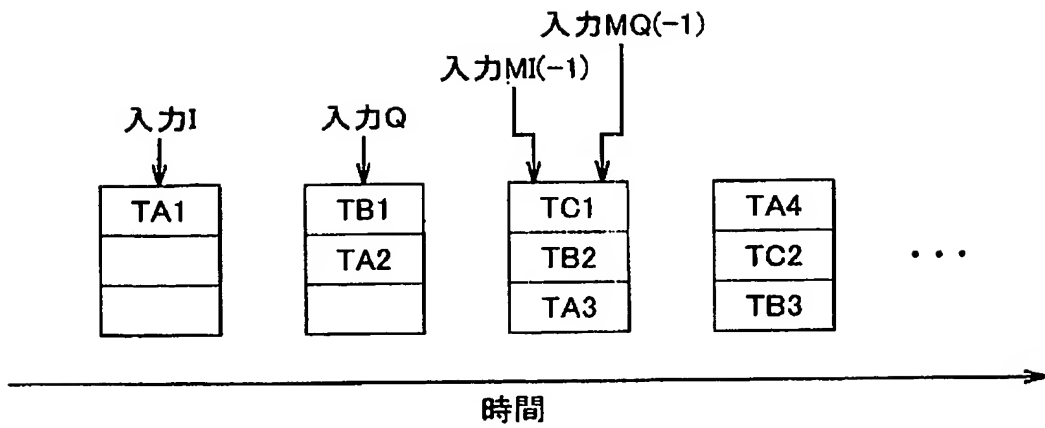 入力MQ(-1)
入力MI(-1)
入力I
入力Q
TA1
TB1
TC1
TA4
TA2
TB2
TC2
・・・
TA3
TB3
時間